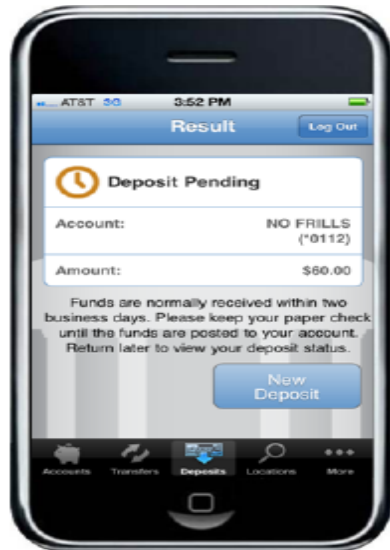 AT&T 3G 3:52 PM
Result Log Out
Deposit Pending
Account: NO FRILLS
(*0112)
Amount: $60.00
Funds are normally received within two
business days. Please keep your paper check
until the funds are posted to your account.
Return later to view your deposit status.
New
Deposit
Accounts Transfers Deposits Locations More